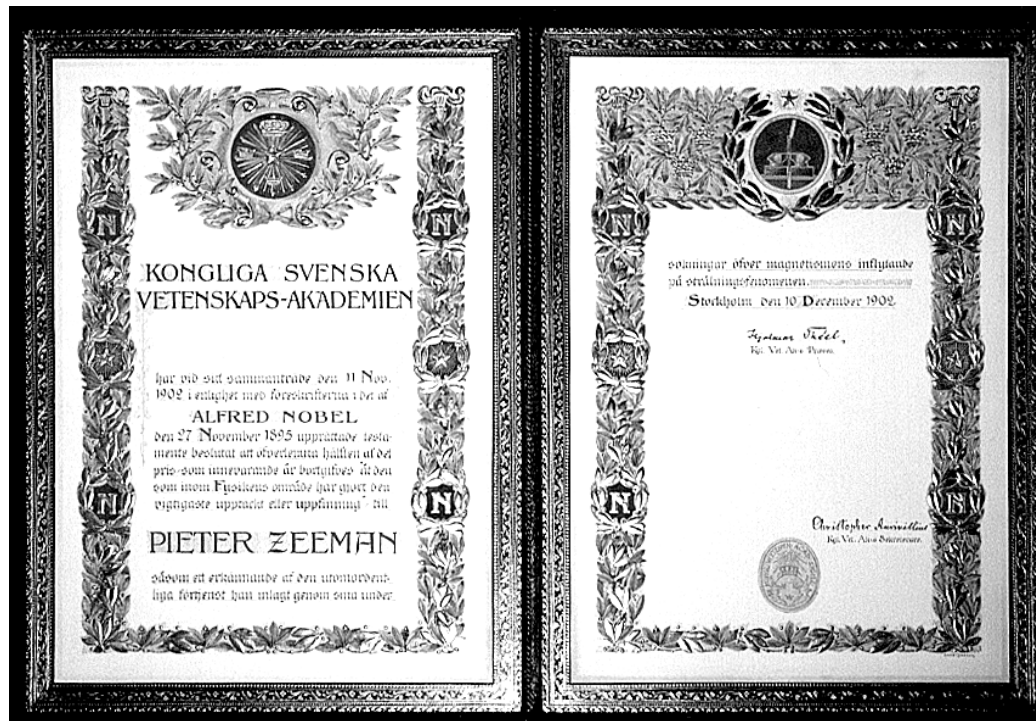 KONGLIGA SVENSKA
VETENSKAPS-AKADEMIEN
har vid sitt sammanträde den 11 Nov.
1902 i enlighet med föreskrifterna i det af
ALFRED NOBEL
den 27 November 1895 upprättade testa-
mente beslutat att öfverlemna hälften af det
pris som innevarande år bortgifves åt den
som inom Fysikens område har gjort den
vigtigaste upptäckt eller uppfinning till
PIETER ZEEMAN
såsom ett erkännande af den utomordent-
liga förtjenst han inlagt genom sina under-
sökningar öfver magnetismens inflytande
på strålningsfenomenen.
Stockholm den 10 December 1902.
Hjalmar Théel
Kgl. Vet. Ak:s Præses.
Christopher Aurivillius
Kgl. Vet. Ak:s Sekreterare.
N
N
N
N
N
N
N
N